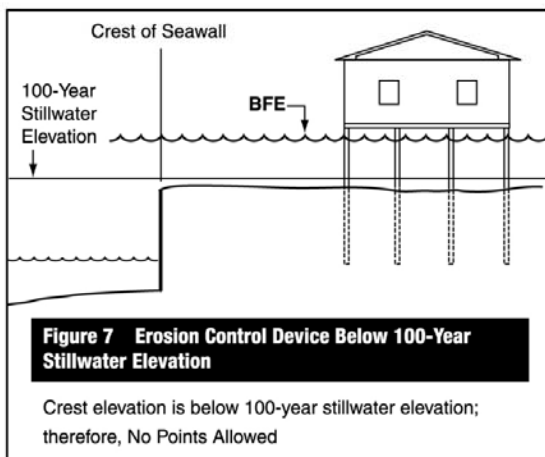 Crest of Seawall
100-Year
Stillwater
Elevation
BFE
Figure 7 Erosion Control Device Below 100-Year
Stillwater Elevation
Crest elevation is below 100-year stillwater elevation;
therefore, No Points Allowed